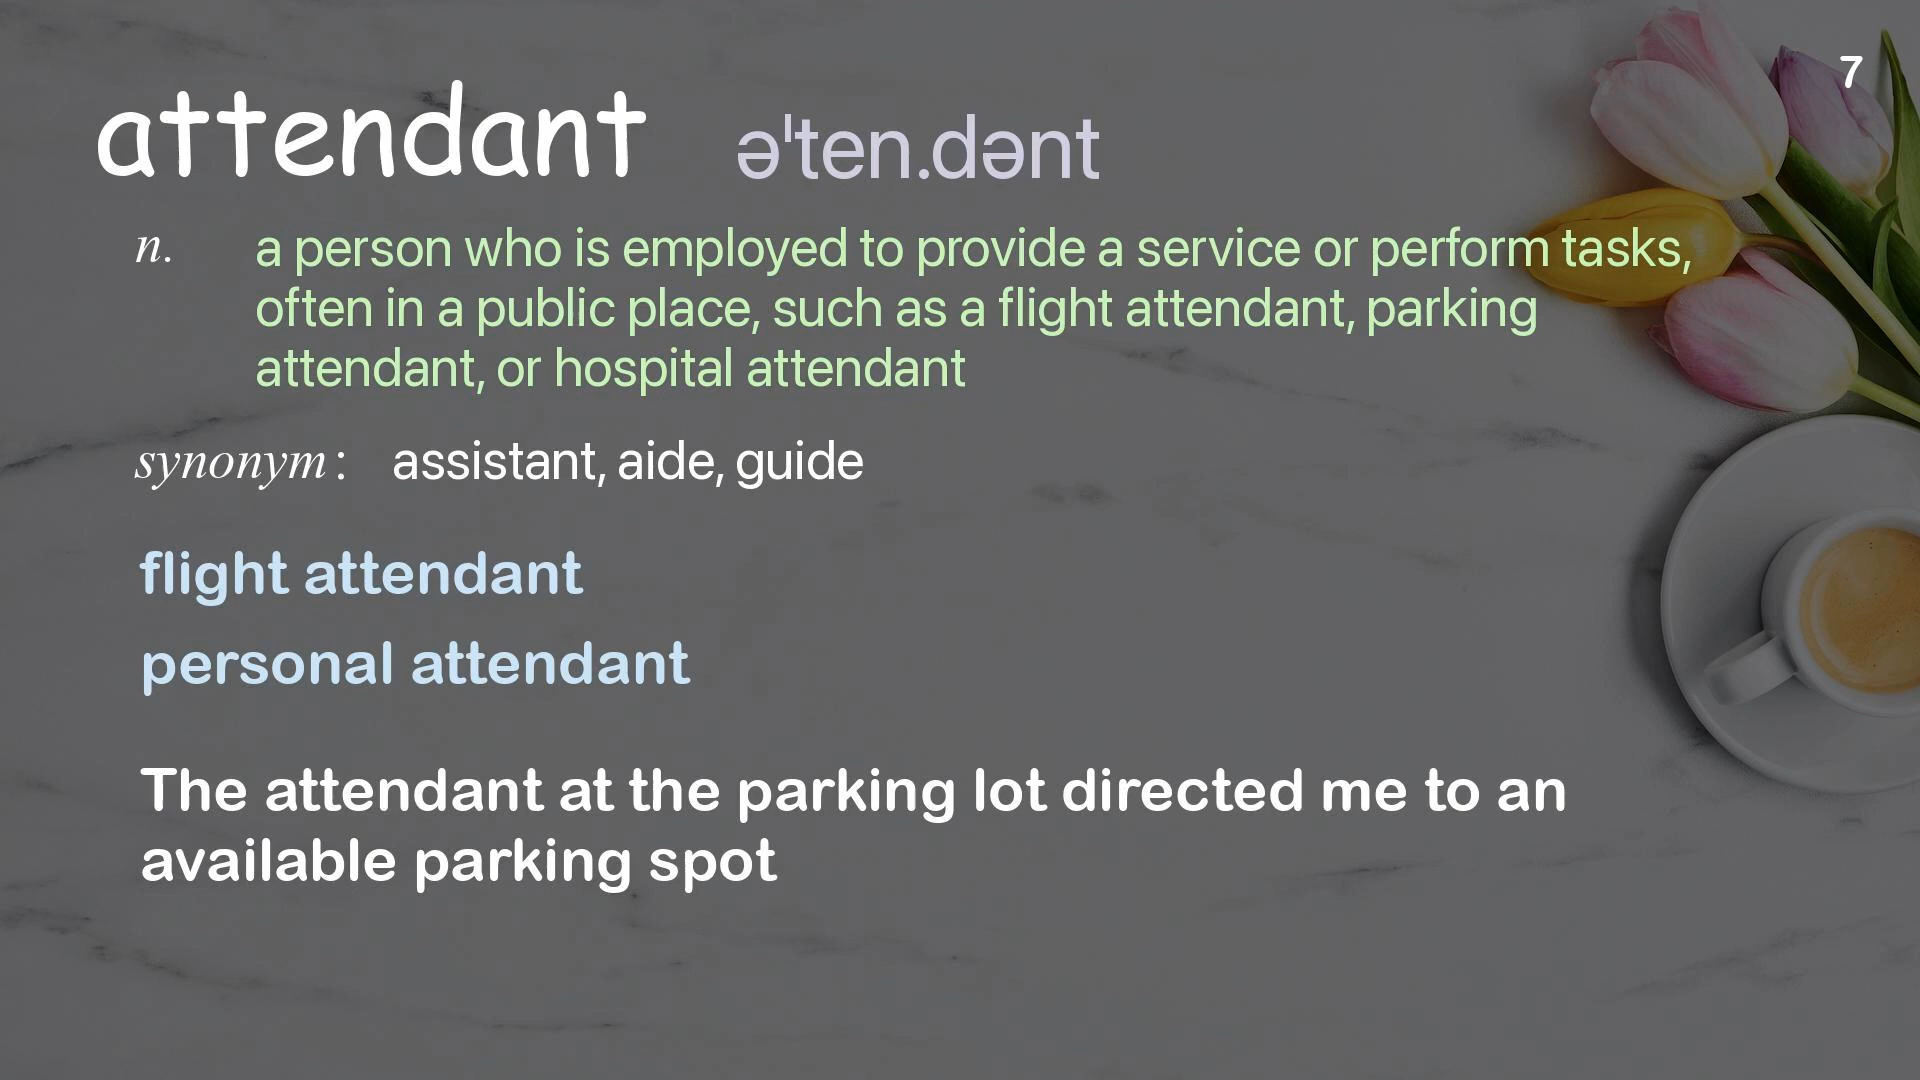 7
attendant əˈten.dənt
n. a person who is employed to provide a service or perform tasks,
often in a public place, such as a flight attendant, parking
attendant, or hospital attendant
synonym : assistant, aide, guide
flight attendant
personal attendant
The attendant at the parking lot directed me to an
available parking spot